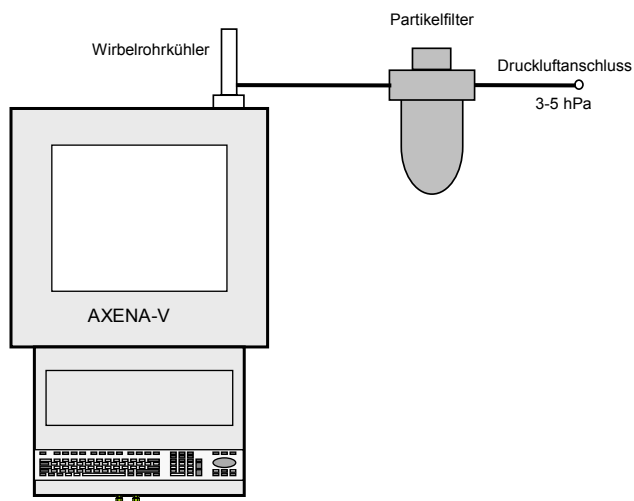 Partikelfilter
Wirbelrohrkühler
Druckluftanschluss
3-5 hPa
AXENA-V